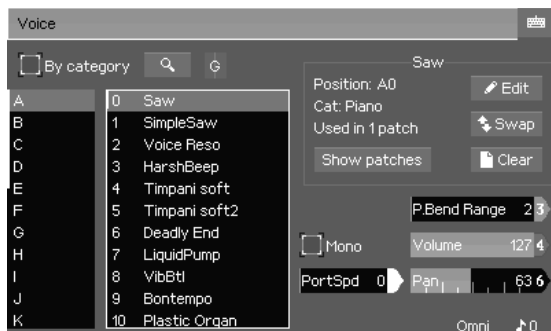 Voice
By category
G
A
B
C
D
E
F
G
H
I
J
K
0 Saw
1 SimpleSaw
2 Voice Reso
3 HarshBeep
4 Timpani soft
5 Timpani soft2
6 Deadly End
7 LiquidPump
8 VibBtl
9 Bontempo
10 Plastic Organ
Saw
Position: A0
Cat: Piano
Used in 1 patch
Show patches
Edit
Swap
Clear
P.Bend Range 2 3
Mono
Volume 127 4
PortSpd 0
Pan 63 6
Omni 0